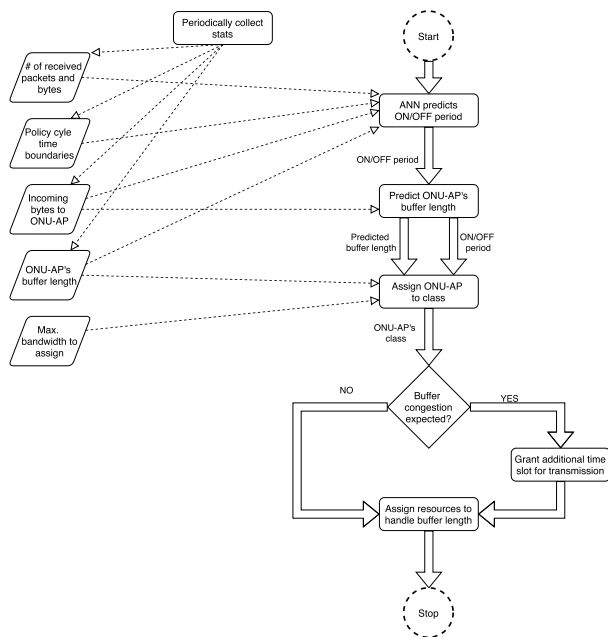 Periodically collect
stats
Start
# of received
packets and
bytes
ANN predicts
ON/OFF period
Policy cyle
time
boundaries
ON/OFF period
Incoming
bytes to
ONU-AP
Predict ONU-AP's
buffer length
Predicted
buffer length
ON/OFF
period
ONU-AP's
buffer length
Assign ONU-AP
to class
Max.
bandwidth to
assign
ONU-AP's
class
Buffer
congestion
expected?
NO
YES
Grant additional time
slot for transmission
Assign resources to
handle buffer length
Stop